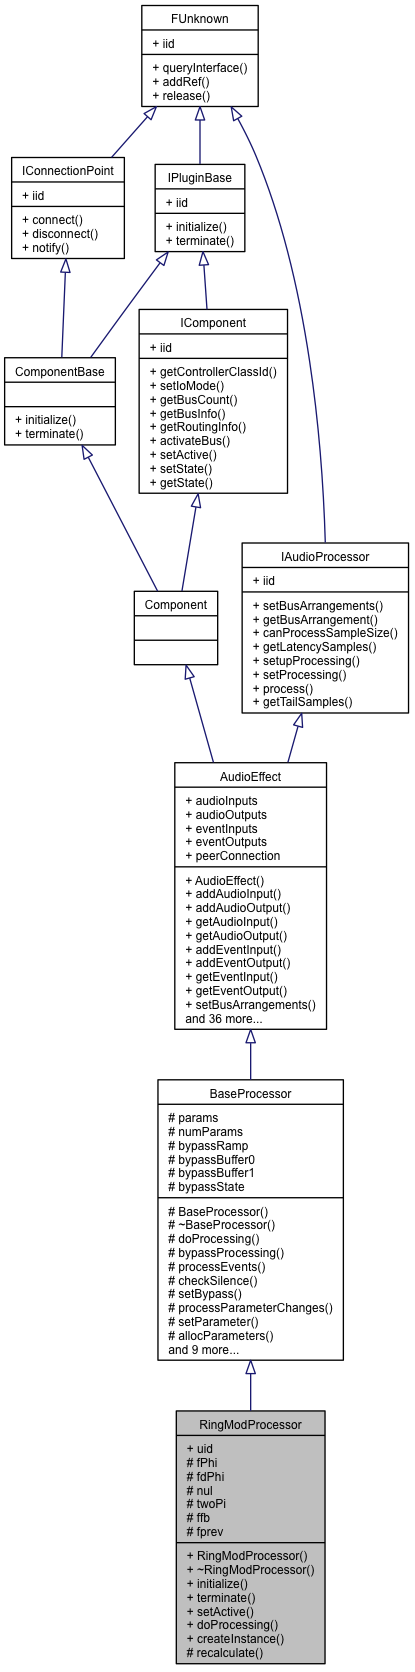 FUnknown
+ iid
+ queryInterface()
+ addRef()
+ release()
IConnectionPoint
+ iid
+ connect()
+ disconnect()
+ notify()
IPluginBase
+ iid
+ initialize()
+ terminate()
IComponent
+ iid
+ getControllerClassId()
+ setIoMode()
+ getBusCount()
+ getBusInfo()
+ getRoutingInfo()
+ activateBus()
+ setActive()
+ setState()
+ getState()
ComponentBase
+ initialize()
+ terminate()
IAudioProcessor
+ iid
+ setBusArrangements()
+ getBusArrangement()
+ canProcessSampleSize()
+ getLatencySamples()
+ setupProcessing()
+ setProcessing()
+ process()
+ getTailSamples()
Component
AudioEffect
+ audioInputs
+ audioOutputs
+ eventInputs
+ eventOutputs
+ peerConnection
+ AudioEffect()
+ addAudioInput()
+ addAudioOutput()
+ getAudioInput()
+ getAudioOutput()
+ addEventInput()
+ addEventOutput()
+ getEventInput()
+ getEventOutput()
+ setBusArrangements()
and 36 more...
BaseProcessor
# params
# numParams
# bypassRamp
# bypassBuffer0
# bypassBuffer1
# bypassState
# BaseProcessor()
# ~BaseProcessor()
# doProcessing()
# bypassProcessing()
# processEvents()
# checkSilence()
# setBypass()
# processParameterChanges()
# setParameter()
# allocParameters()
and 9 more...
RingModProcessor
+ uid
# fPhi
# fdPhi
# nul
# twoPi
# ffb
# fprev
+ RingModProcessor()
+ ~RingModProcessor()
+ initialize()
+ terminate()
+ setActive()
+ doProcessing()
+ createInstance()
# recalculate()